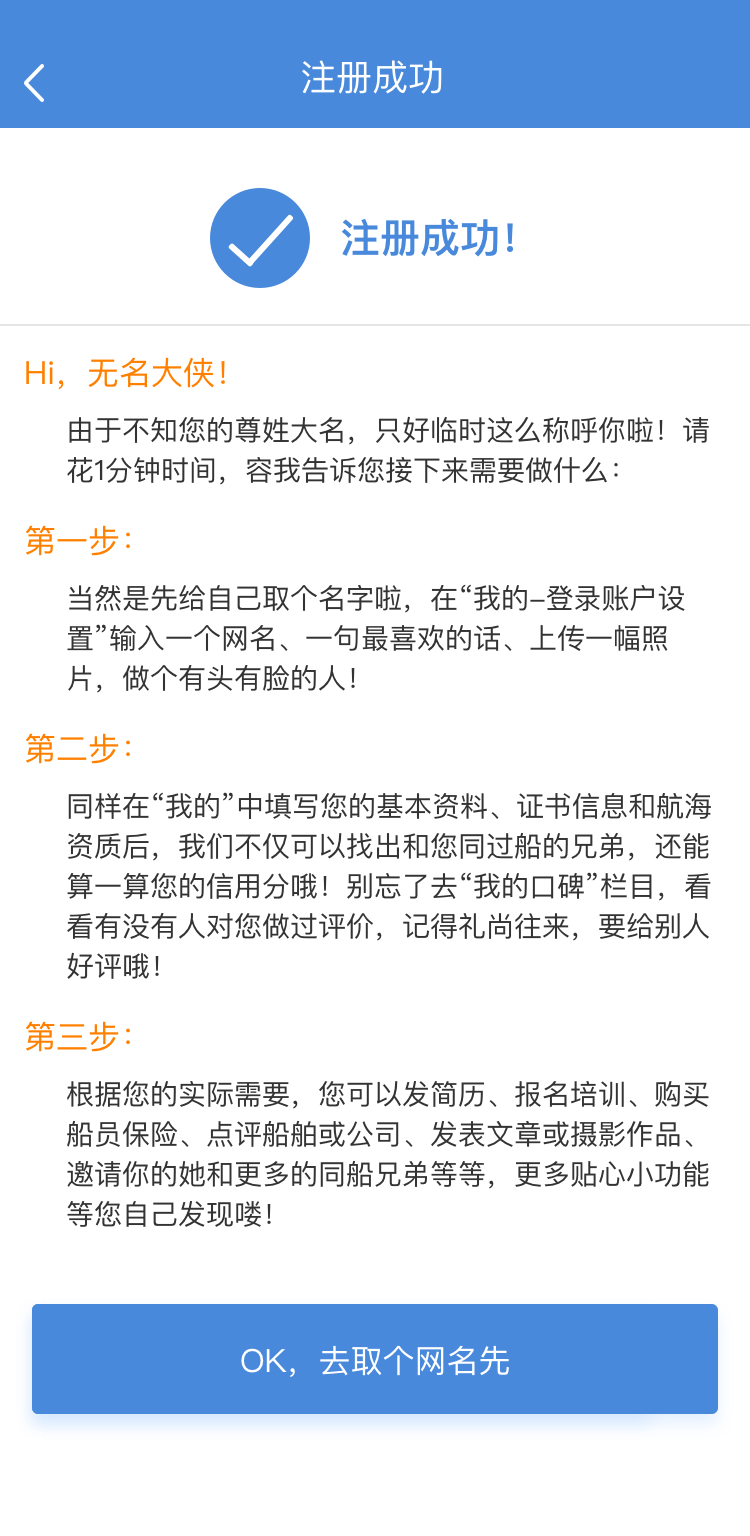 注册成功
注册成功！
Hi，无名大侠！
由于不知您的尊姓大名，只好临时这么称呼你啦！请
花1分钟时间，容我告诉您接下来需要做什么：
第一步：
当然是先给自己取个名字啦，在“我的–登录账户设
置”输入一个网名、一句最喜欢的话、上传一幅照
片，做个有头有脸的人！
第二步：
同样在“我的”中填写您的基本资料、证书信息和航海
资质后，我们不仅可以找出和您同过船的兄弟，还能
算一算您的信用分哦！别忘了去“我的口碑”栏目，看
看有没有人对您做过评价，记得礼尚往来，要给别人
好评哦！
第三步：
根据您的实际需要，您可以发简历、报名培训、购买
船员保险、点评船舶或公司、发表文章或摄影作品、
邀请你的她和更多的同船兄弟等等，更多贴心小功能
等您自己发现喽！
OK，去取个网名先